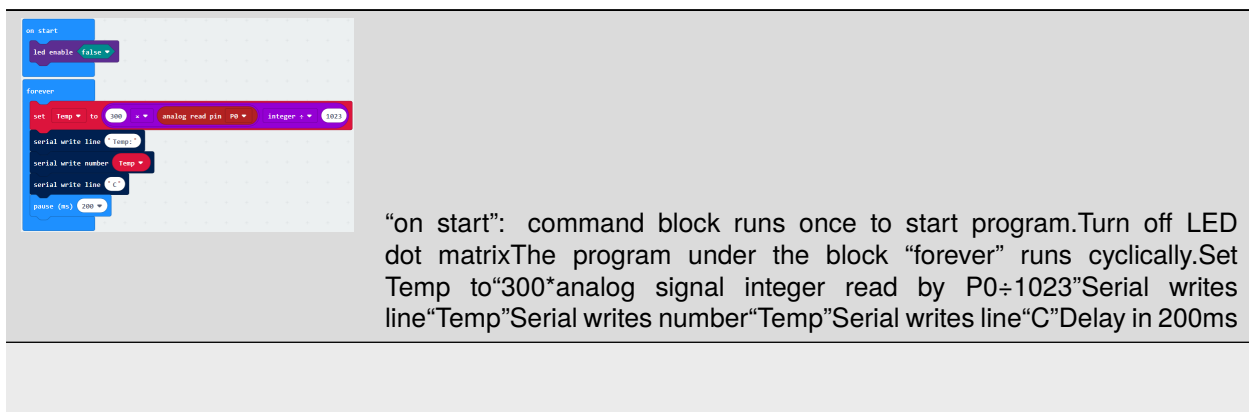 on start
led enable false
forever
set Temp to 300 × analog read pin P0 integer ÷ 1023
serial write line "Temp:"
serial write number Temp
serial write line "C"
pause (ms) 200
“on start”: command block runs once to start program.Turn off LED
dot matrixThe program under the block “forever” runs cyclically.Set
Temp to“300*analog signal integer read by P0÷1023”Serial writes
line“Temp”Serial writes number“Temp”Serial writes line“C”Delay in 200ms